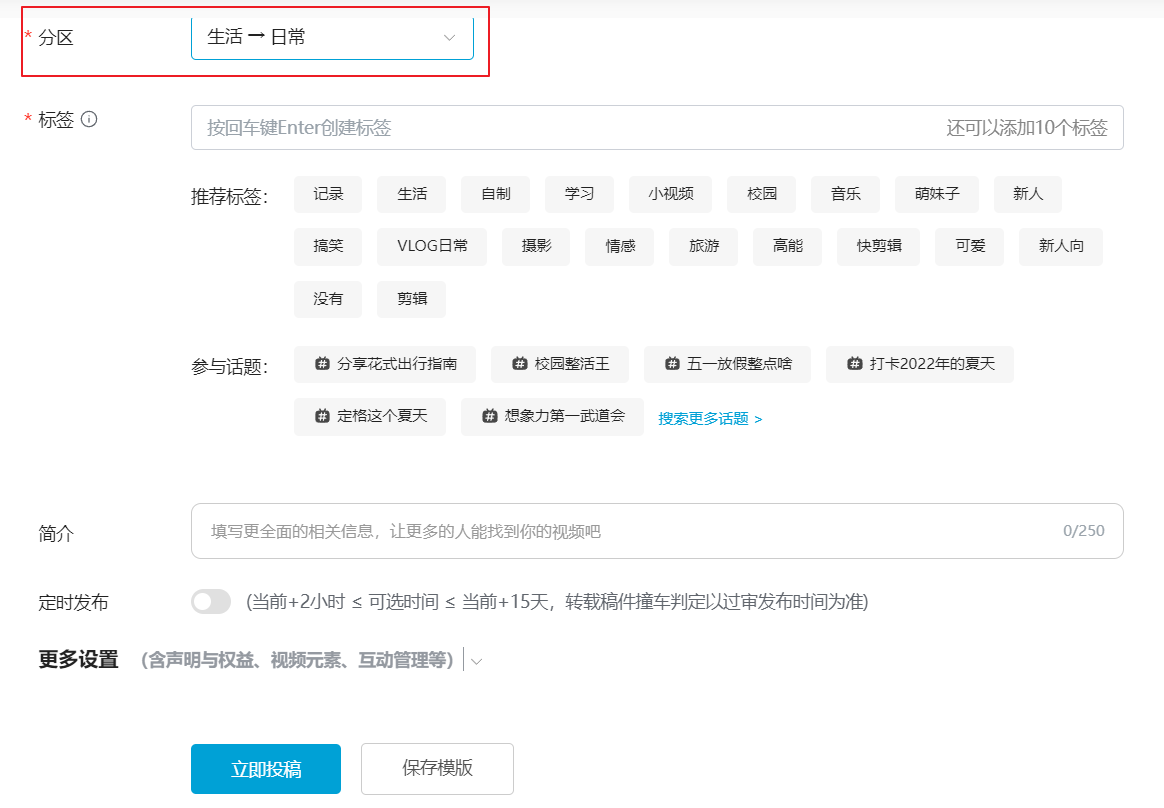 * 分区 生活 → 日常
* 标签 按回车键Enter创建标签 还可以添加10个标签
推荐标签： 记录 生活 自制 学习 小视频 校园 音乐 萌妹子 新人
搞笑 VLOG日常 摄影 情感 旅游 高能 快剪辑 可爱 新人向
没有 剪辑
参与话题： # 分享花式出行指南 # 校园整活王 # 五一放假整点啥 # 打卡2022年的夏天
# 定格这个夏天 # 想象力第一武道会 搜索更多话题 >
简介 填写更全面的相关信息，让更多的人能找到你的视频吧 0/250
定时发布 (当前+2小时 ≤ 可选时间 ≤ 当前+15天，转载稿件撞车判定以过审发布时间为准)
更多设置 （含声明与权益、视频元素、互动管理等）
立即投稿 保存模版